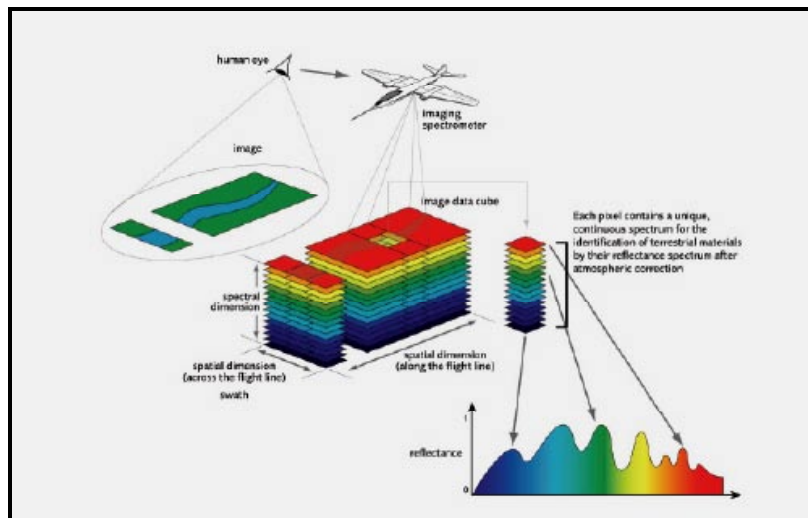 human eye
imaging
spectrometer
image
image data cube
Each pixel contains a unique,
continuous spectrum for the
identification of terrestrial materials
by their reflectance spectrum after
atmospheric correction
spectral
dimension
spatial dimension
(across the flight line)
swath
spatial dimension
(along the flight line)
1
reflectance
0